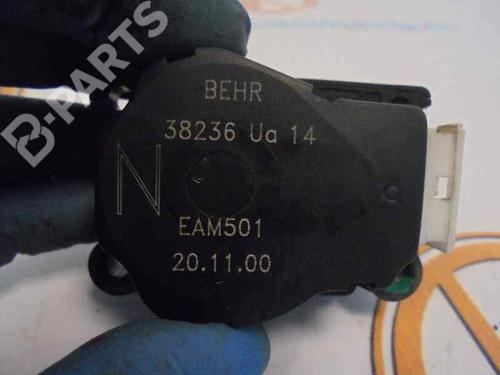 B-PARTS
BEHR
38236 Ua 14
N
EAM501
20.11.00